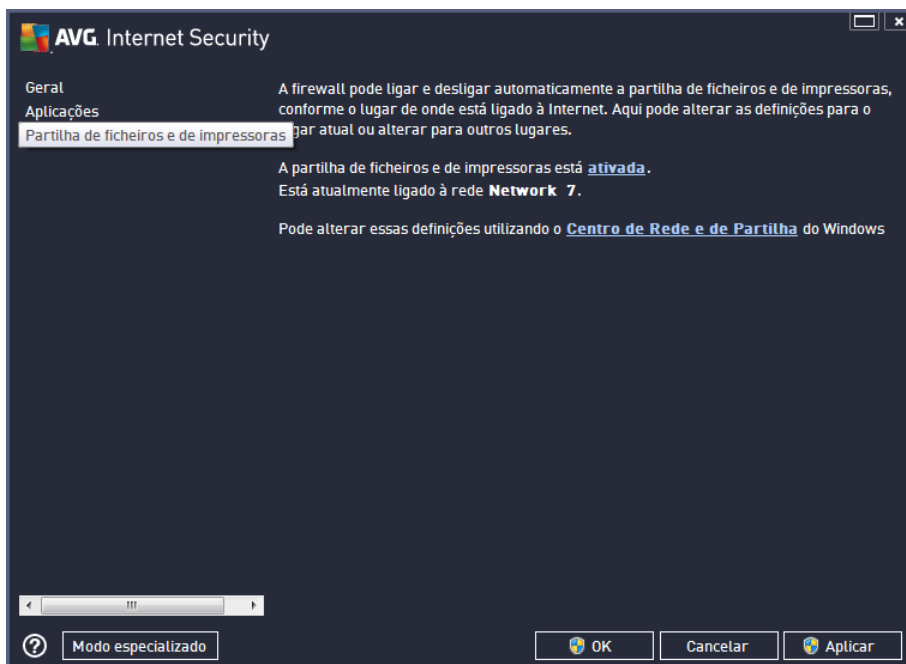 AVG. Internet Security
Geral
Aplicações
Partilha de ficheiros e de impressoras
A firewall pode ligar e desligar automaticamente a partilha de ficheiros e de impressoras,
conforme o lugar de onde está ligado à Internet. Aqui pode alterar as definições para o
gar atual ou alterar para outros lugares.
A partilha de ficheiros e de impressoras está ativada.
Está atualmente ligado à rede Network 7.
Pode alterar essas definições utilizando o Centro de Rede e de Partilha do Windows
? Modo especializado
OK
Cancelar
Aplicar